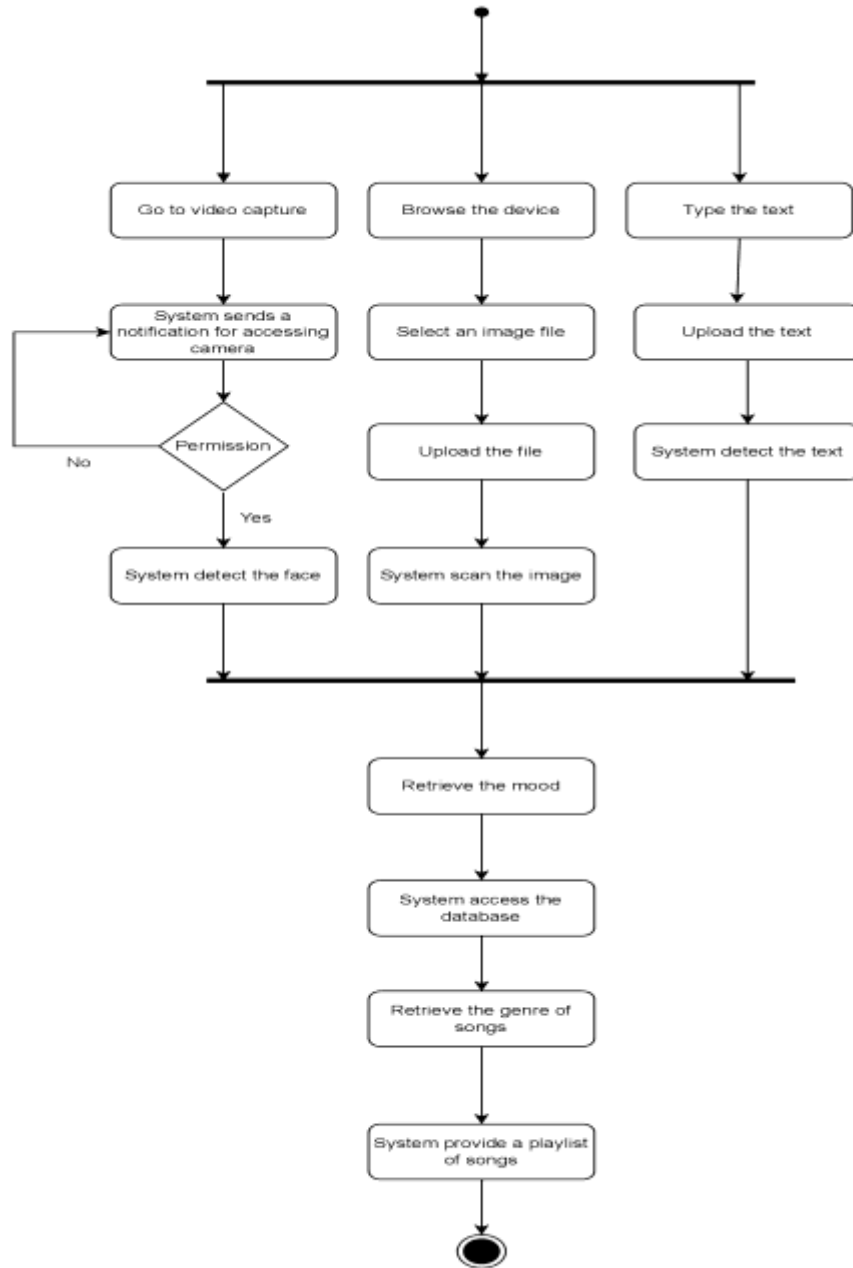 Go to video capture
Browse the device
Type the text
System sends a
notification for accessing
camera
Select an image file
Upload the text
Permission
No
Yes
Upload the file
System detect the text
System detect the face
System scan the image
Retrieve the mood
System access the
database
Retrieve the genre of
songs
System provide a playlist
of songs